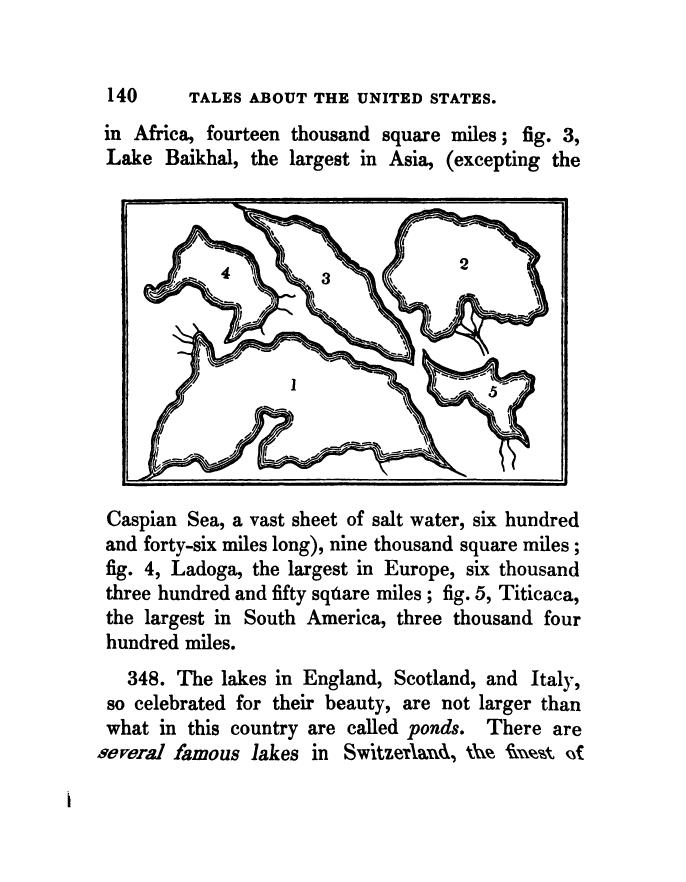 140 TALES ABOUT THE UNITED STATES.
in Africa, fourteen thousand square miles; fig. 3,
Lake Baikhal, the largest in Asia, (excepting the
4
3
2
1
5
Caspian Sea, a vast sheet of salt water, six hundred
and forty-six miles long), nine thousand square miles;
fig. 4, Ladoga, the largest in Europe, six thousand
three hundred and fifty square miles; fig. 5, Titicaca,
the largest in South America, three thousand four
hundred miles.
348. The lakes in England, Scotland, and Italy,
so celebrated for their beauty, are not larger than
what in this country are called ponds. There are
several famous lakes in Switzerland, the finest of